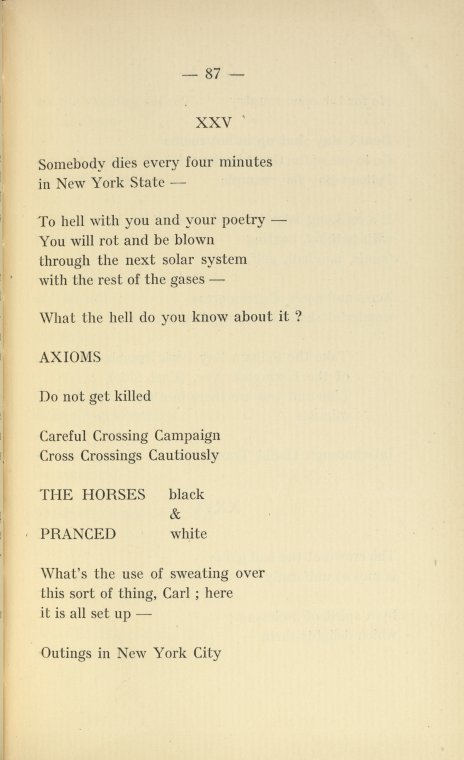 — 87 —
XXV
Somebody dies every four minutes
in New York State —
To hell with you and your poetry —
You will rot and be blown
through the next solar system
with the rest of the gases —
What the hell do you know about it ?
AXIOMS
Do not get killed
Careful Crossing Campaign
Cross Crossings Cautiously
THE HORSES black
&
PRANCED white
What's the use of sweating over
this sort of thing, Carl ; here
it is all set up —
Outings in New York City